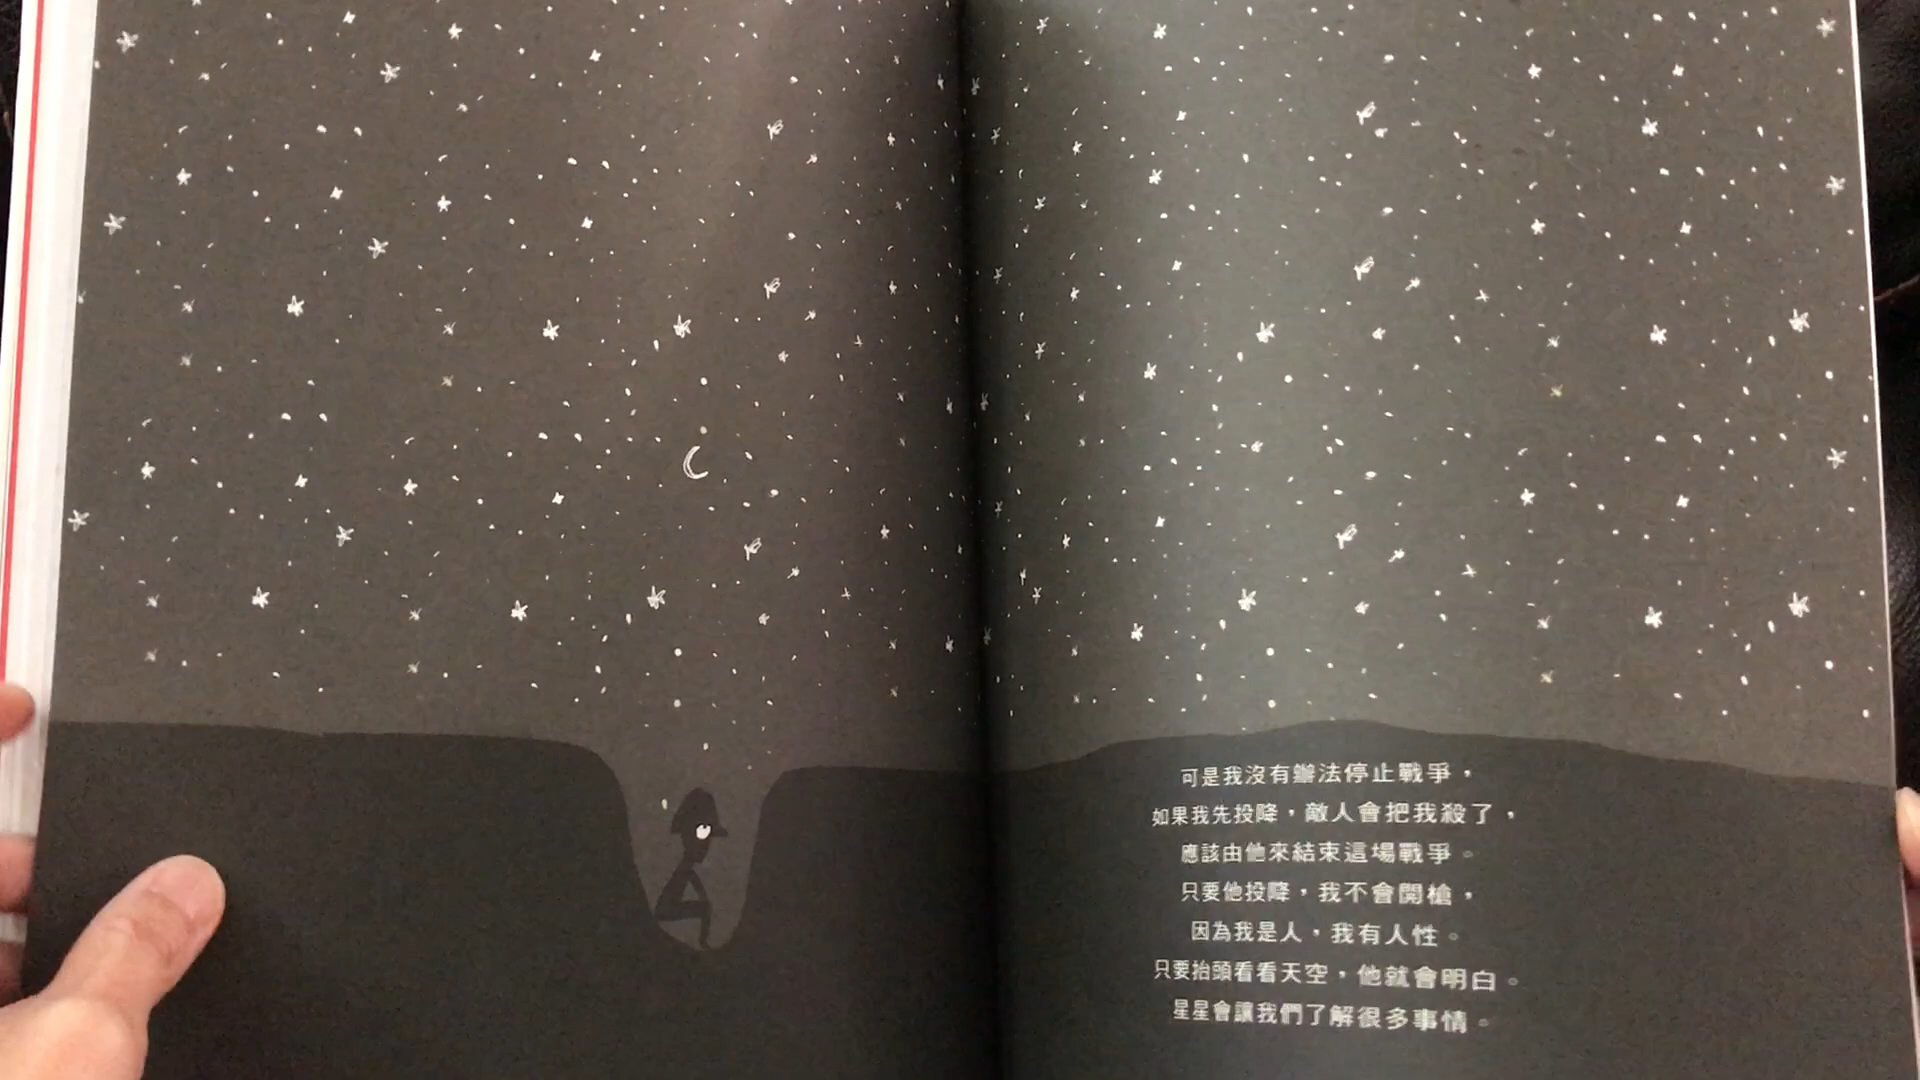 可是我沒有辦法停止戰爭，
如果我先投降，敵人會把我殺了，
應該由他來結束這場戰爭。
只要他投降，我不會開槍，
因為我是人，我有人性。
只要抬頭看看天空，他就會明白。
星星會讓我們了解很多事情。